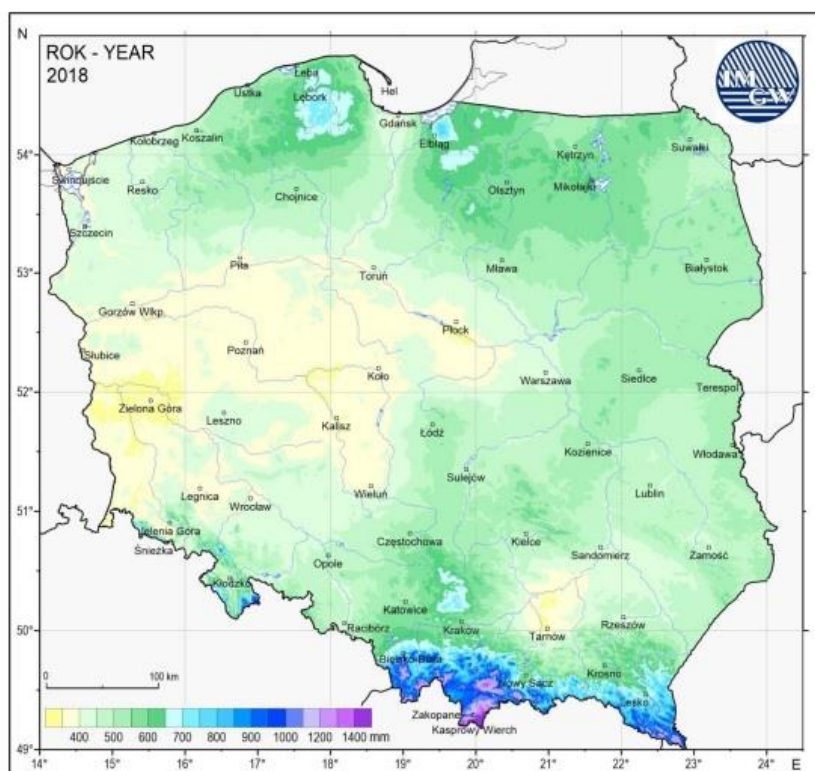 N
ROK - YEAR
2018
IM
GW
Łeba
Hel
Ustka
Lębork
Gdańsk
Kołobrzeg
Koszalin
Elbląg
Kętrzyn
Suwałki
54°
Świnoujście
Resko
Chojnice
Olsztyn
Mikołajki
Szczecin
53°
Piła
Toruń
Mława
Białystok
Gorzów Wlkp.
Płock
Słubice
Poznań
Koło
Warszawa
Siedlce
Terespol
52°
Zielona Góra
Leszno
Kalisz
Łódź
Kozienice
Włodawa
Sulejów
51°
Legnica
Wrocław
Wieluń
Lublin
Jelenia Góra
Śnieżka
Częstochowa
Kielce
Sandomierz
Zamość
Opole
Kłodzko
Katowice
50°
Racibórz
Kraków
Tarnów
Rzeszów
Bielsko-Biała
Krosno
Nowy Sącz
Lesko
0 100 km
Zakopane
Kasprowy Wierch
400 500 600 700 800 900 1000 1200 1400 mm
49°
14° 15° 16° 17° 18° 19° 20° 21° 22° 23° 24° E